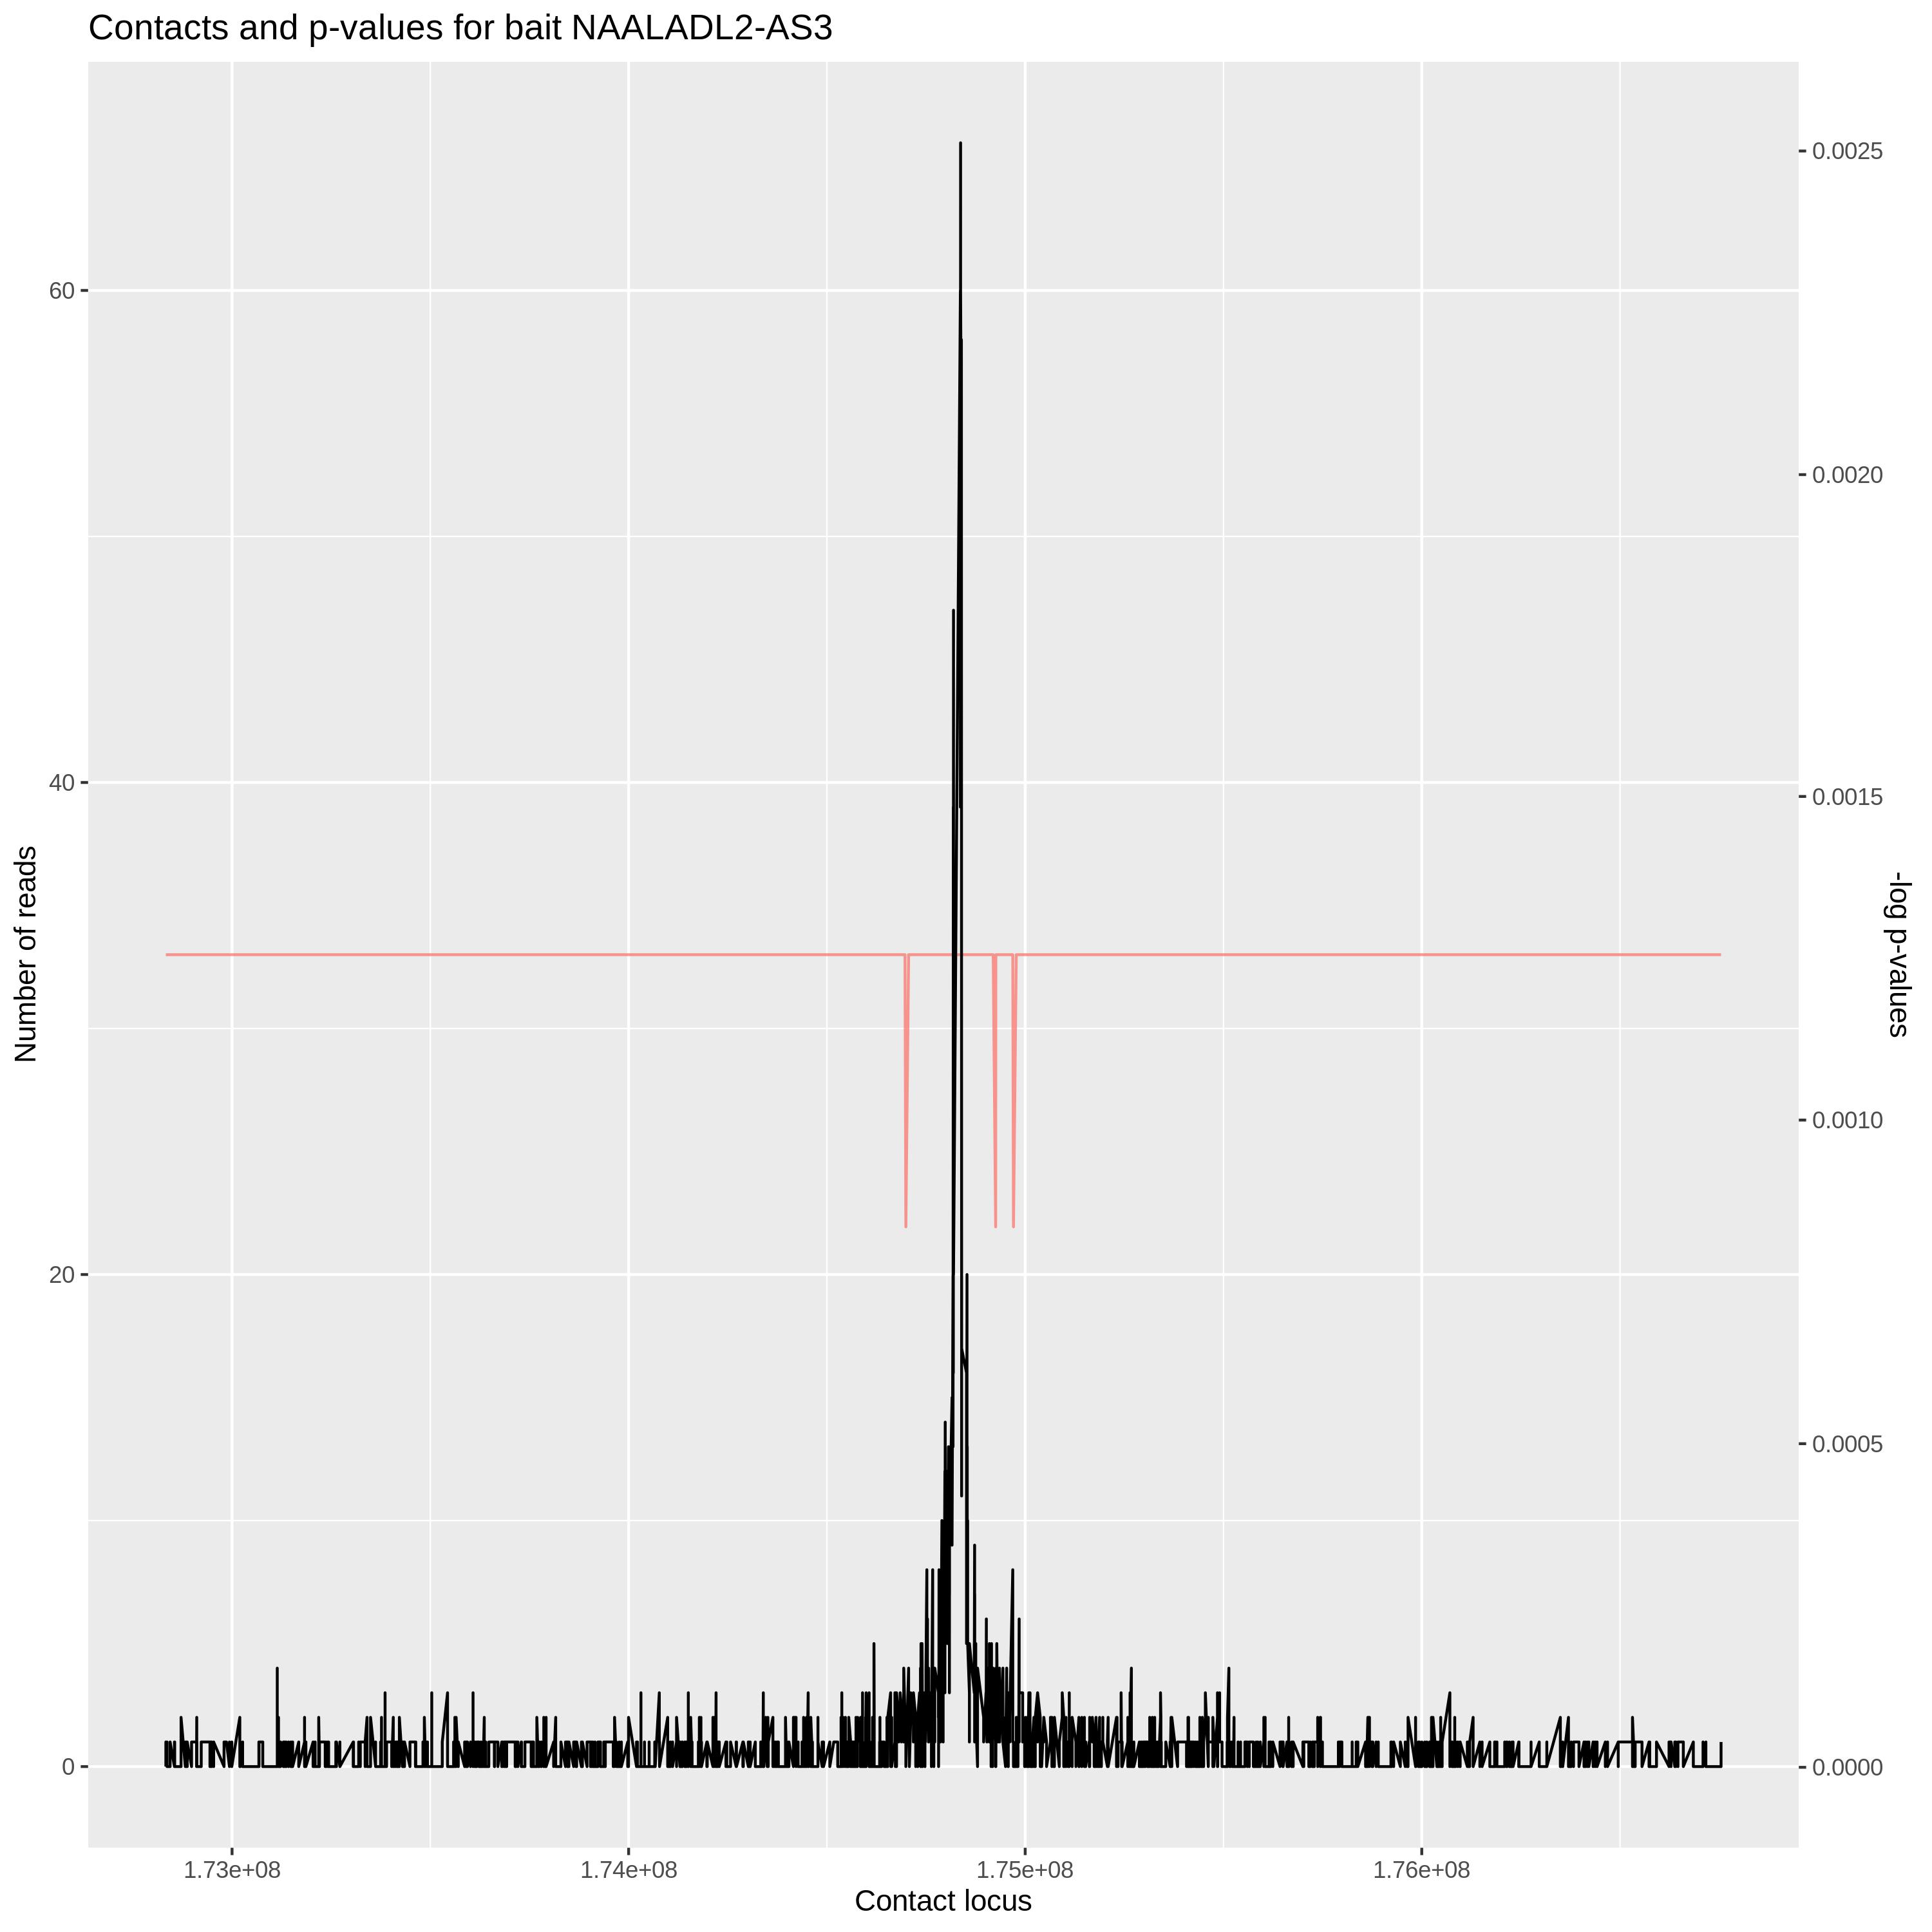 Contacts and p-values for bait NAALADL2-AS3
Number of reads
60
40
20
0
0.0025
0.0020
0.0015
0.0010
0.0005
0.0000
-log p-values
1.73e+08 1.74e+08 1.75e+08 1.76e+08
Contact locus